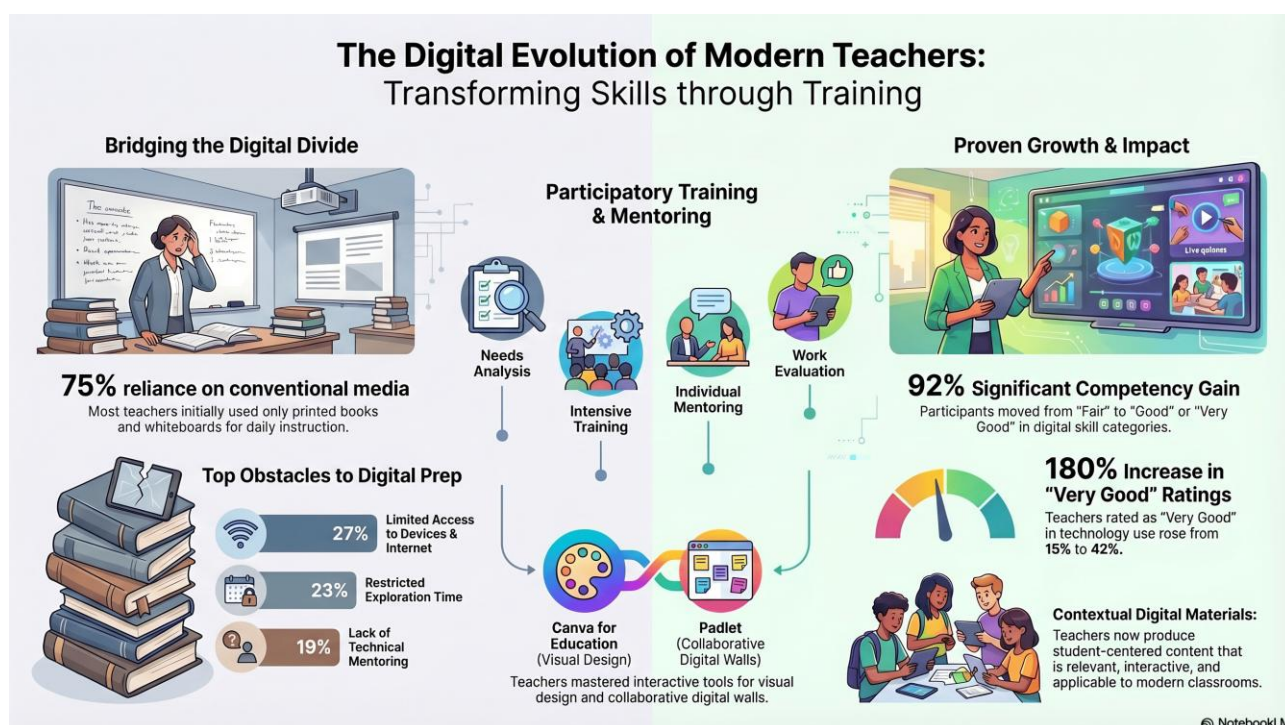 The Digital Evolution of Modern Teachers:
Transforming Skills through Training
Bridging the Digital Divide
75% reliance on conventional media
Most teachers initially used only printed books
and whiteboards for daily instruction.
Top Obstacles to Digital Prep
27%
Limited Access
to Devices &
Internet
23%
Restricted
Exploration Time
19%
Lack of
Technical
Mentoring
Participatory Training
& Mentoring
Needs
Analysis
Intensive
Training
Individual
Mentoring
Work
Evaluation
Canva for
Education
(Visual Design)
Padlet
(Collaborative
Digital Walls)
Teachers mastered interactive tools for visual
design and collaborative digital walls.
Proven Growth & Impact
92% Significant Competency Gain
Participants moved from "Fair" to "Good" or "Very
Good" in digital skill categories.
180% Increase in
"Very Good" Ratings
Teachers rated as "Very Good"
in technology use rose from
15% to 42%.
Contextual Digital Materials:
Teachers now produce
student-centered content that
is relevant, interactive, and
applicable to modern classrooms.